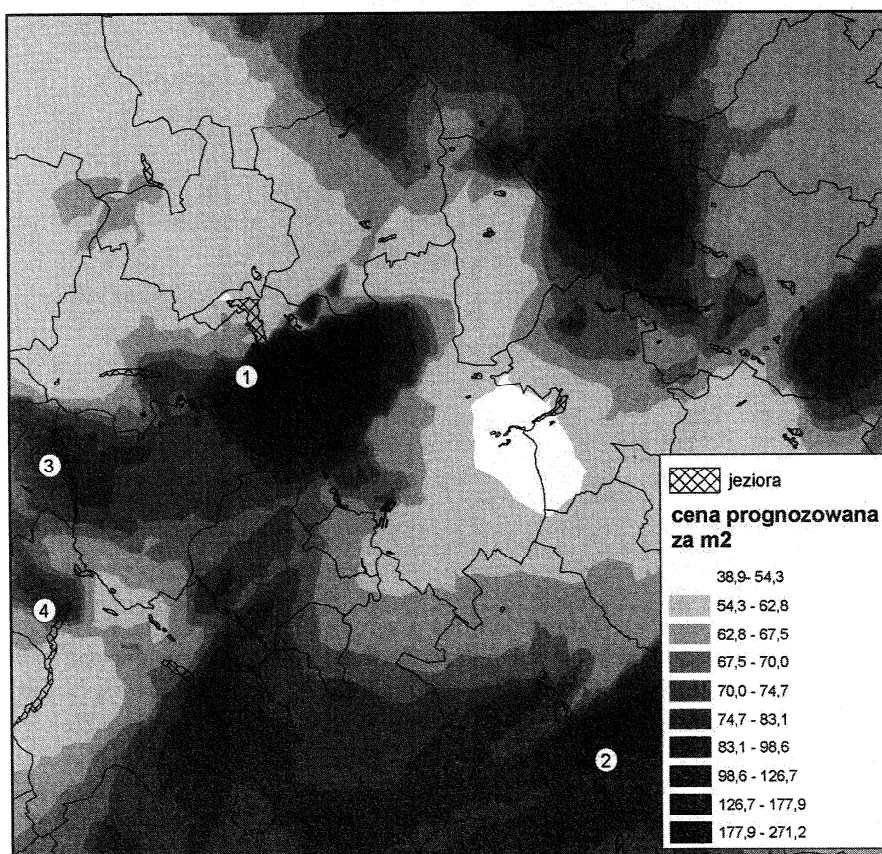 1
3
4
2
jeziora
cena prognozowana
za m2
38,9- 54,3
54,3 - 62,8
62,8 - 67,5
67,5 - 70,0
70,0 - 74,7
74,7 - 83,1
83,1 - 98,6
98,6 - 126,7
126,7 - 177,9
177,9 - 271,2